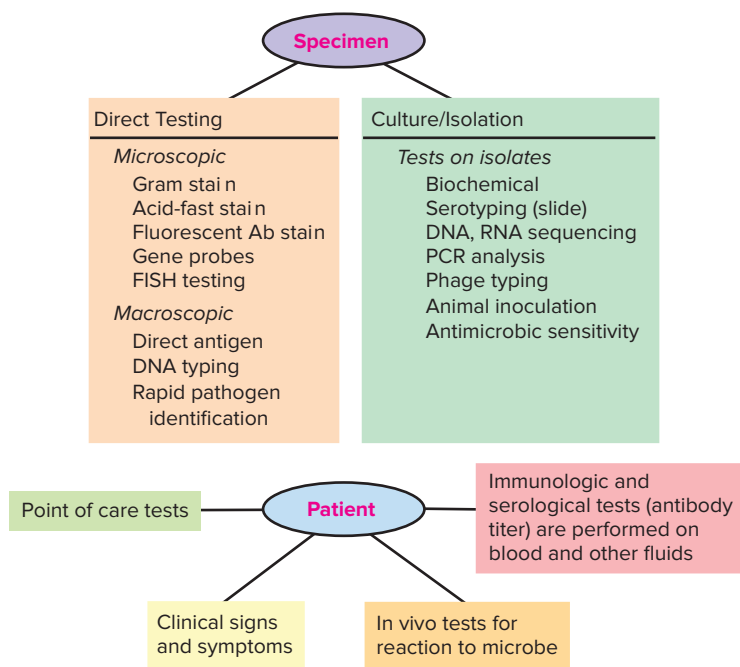 Specimen
Direct Testing
Microscopic
Gram stain
Acid-fast stain
Fluorescent Ab stain
Gene probes
FISH testing
Macroscopic
Direct antigen
DNA typing
Rapid pathogen
identification
Culture/Isolation
Tests on isolates
Biochemical
Serotyping (slide)
DNA, RNA sequencing
PCR analysis
Phage typing
Animal inoculation
Antimicrobic sensitivity
Point of care tests
Patient
Immunologic and
serological tests (antibody
titer) are performed on
blood and other fluids
Clinical signs
and symptoms
In vivo tests for
reaction to microbe